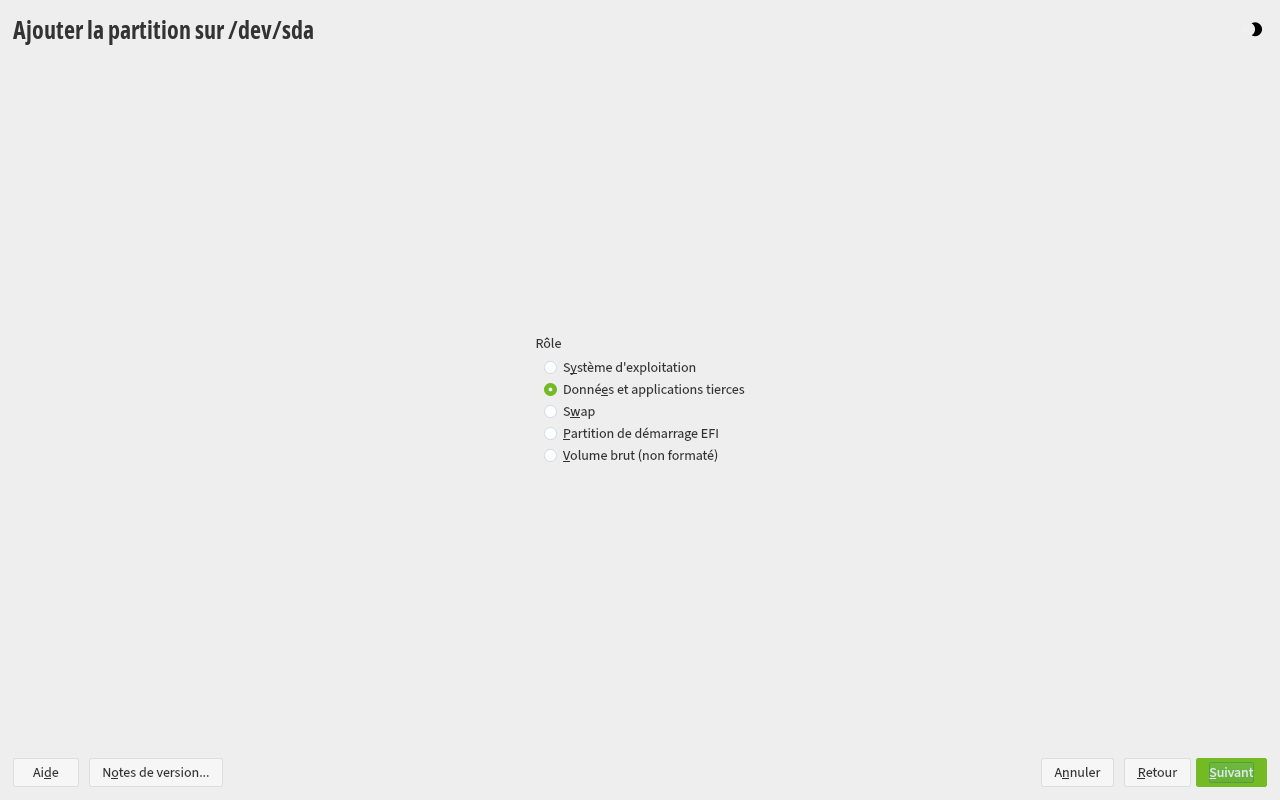 Ajouter la partition sur /dev/sda
Rôle
Système d'exploitation
Données et applications tierces
Swap
Partition de démarrage EFI
Volume brut (non formaté)
Aide
Notes de version...
Annuler
Retour
Suivant